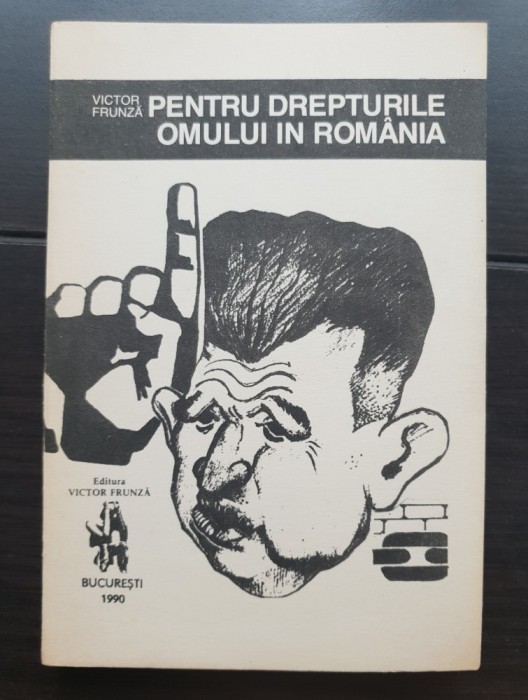 VICTOR
FRUNZĂ
PENTRU DREPTURILE
OMULUI IN ROMÂNIA
Editura
VICTOR FRUNZĂ
BUCUREȘTI
1990